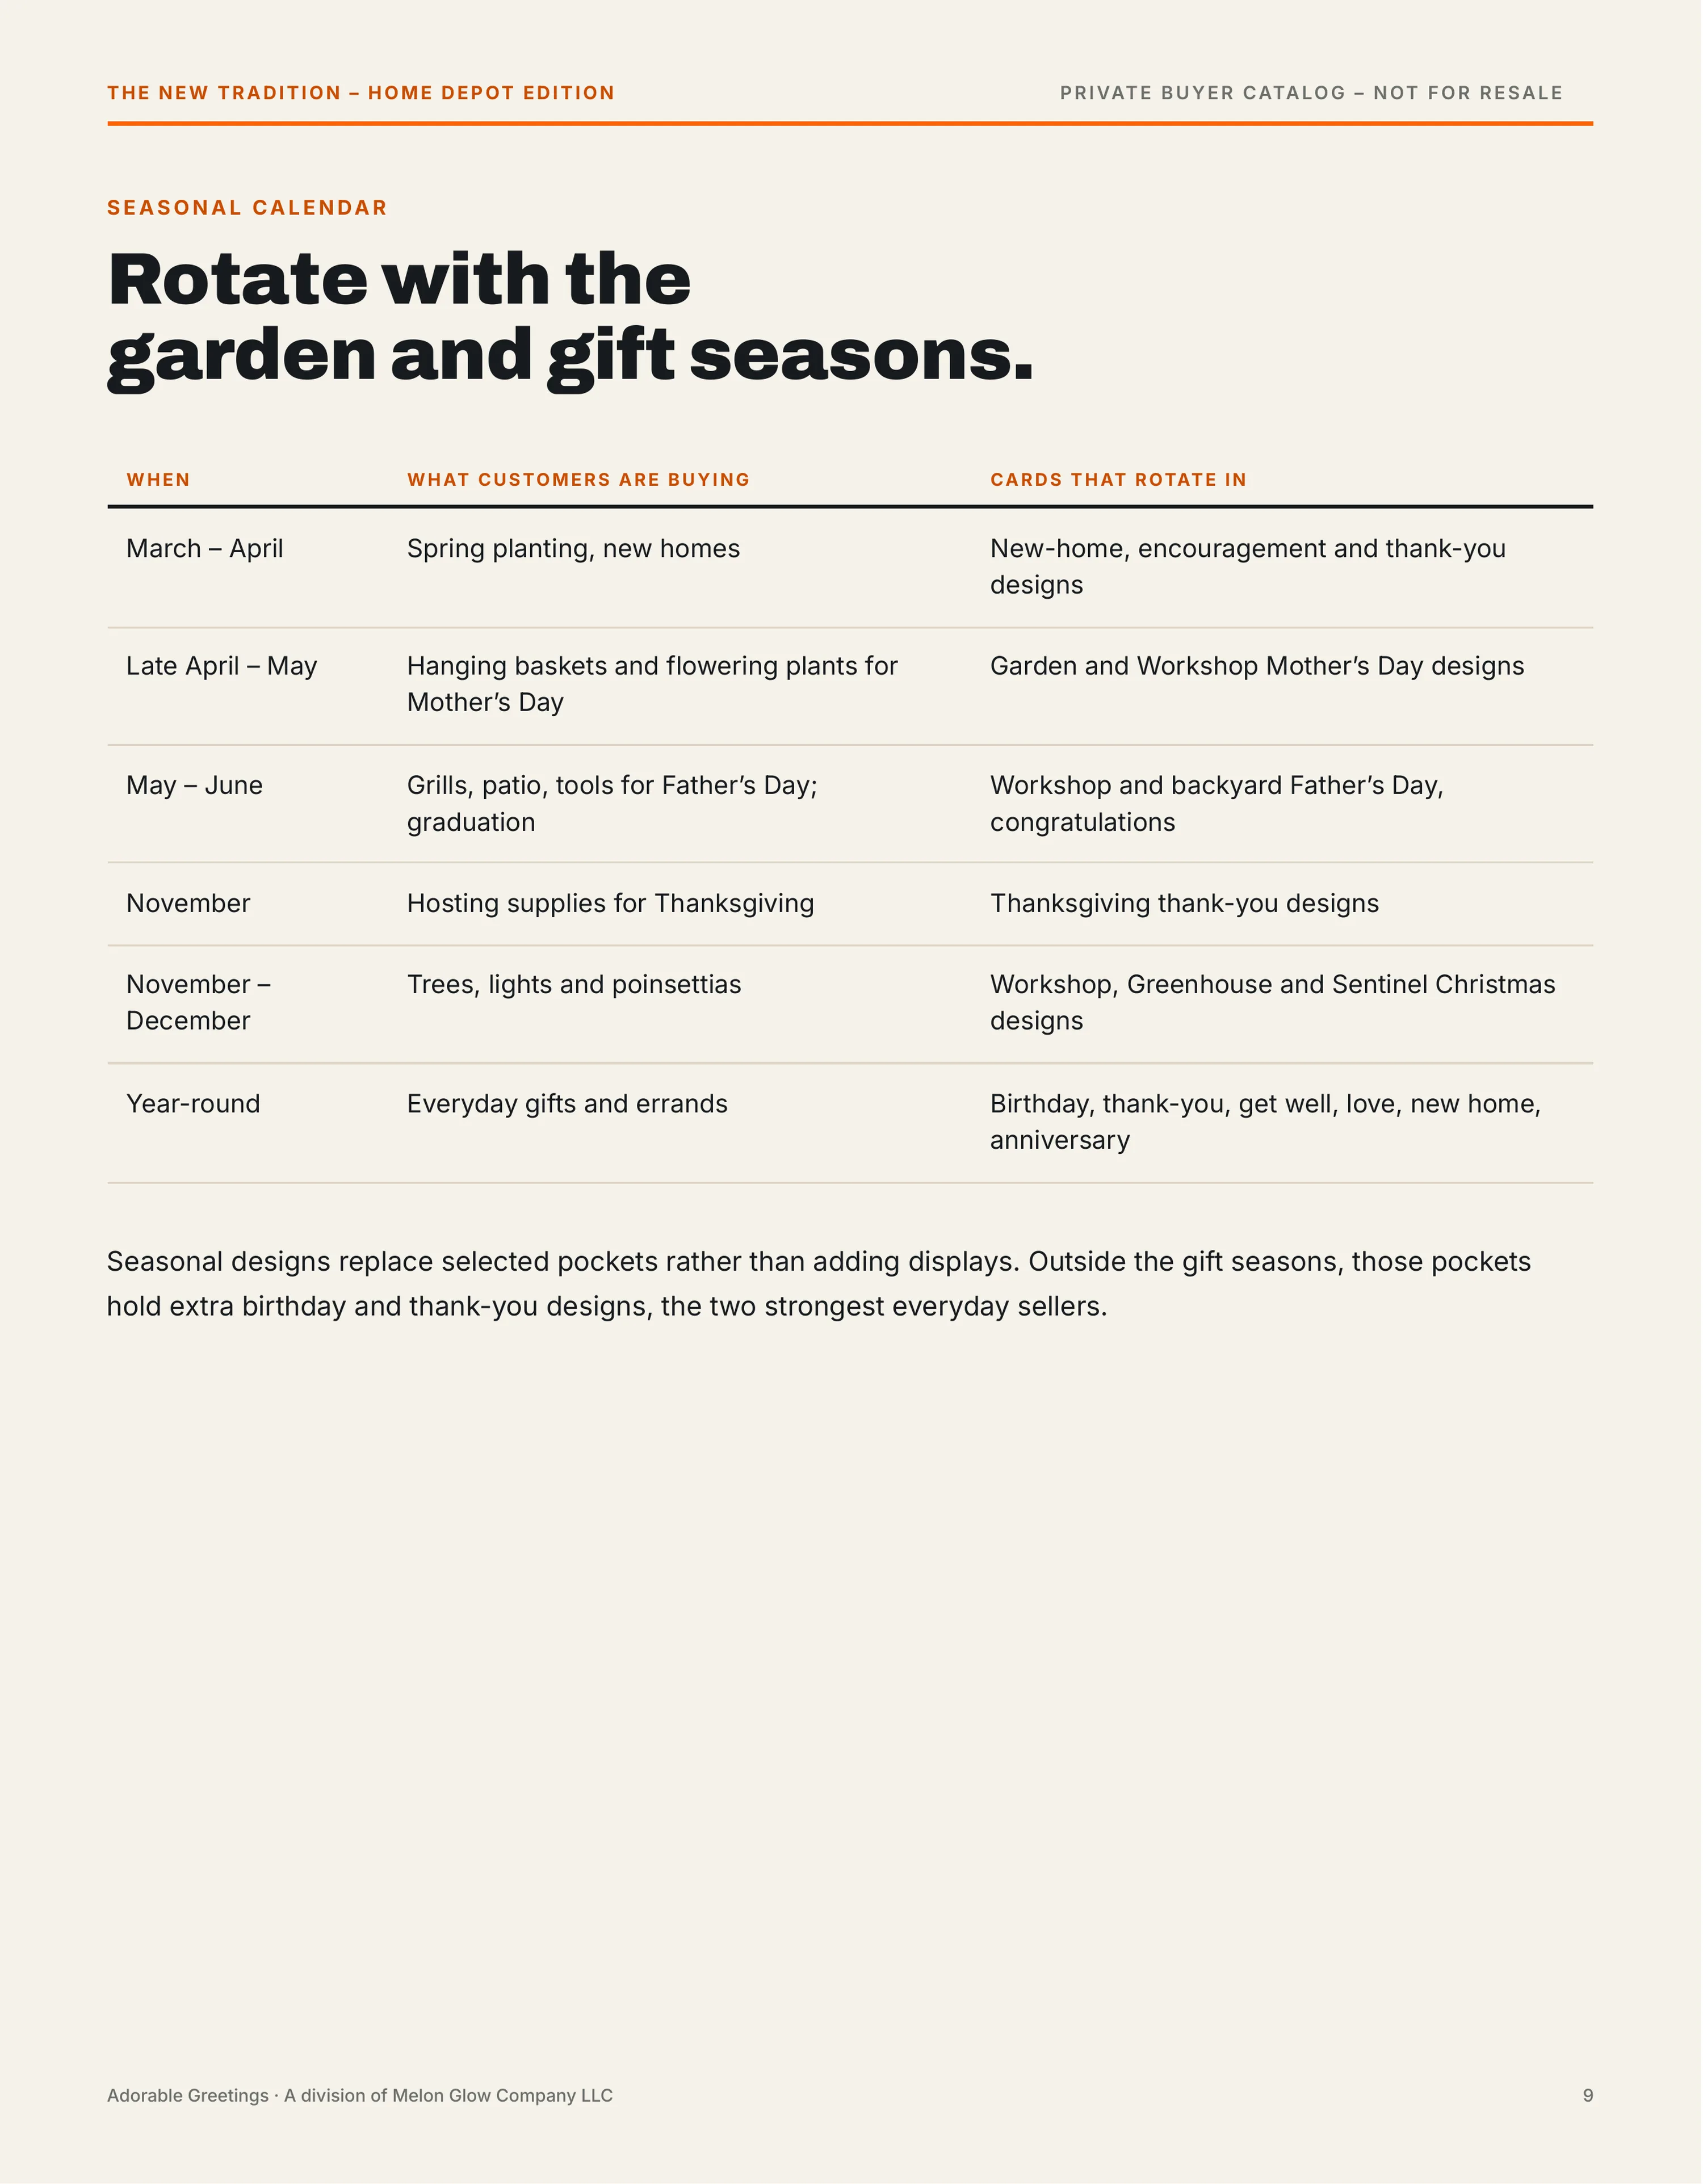 THE NEW TRADITION – HOME DEPOT EDITION
PRIVATE BUYER CATALOG – NOT FOR RESALE
SEASONAL CALENDAR
Rotate with the
garden and gift seasons.
WHEN
WHAT CUSTOMERS ARE BUYING
CARDS THAT ROTATE IN
March – April
Spring planting, new homes
New-home, encouragement and thank-you
designs
Late April – May
Hanging baskets and flowering plants for
Mother’s Day
Garden and Workshop Mother’s Day designs
May – June
Grills, patio, tools for Father’s Day;
graduation
Workshop and backyard Father’s Day,
congratulations
November
Hosting supplies for Thanksgiving
Thanksgiving thank-you designs
November –
December
Trees, lights and poinsettias
Workshop, Greenhouse and Sentinel Christmas
designs
Year-round
Everyday gifts and errands
Birthday, thank-you, get well, love, new home,
anniversary
Seasonal designs replace selected pockets rather than adding displays. Outside the gift seasons, those pockets
hold extra birthday and thank-you designs, the two strongest everyday sellers.
Adorable Greetings · A division of Melon Glow Company LLC
9